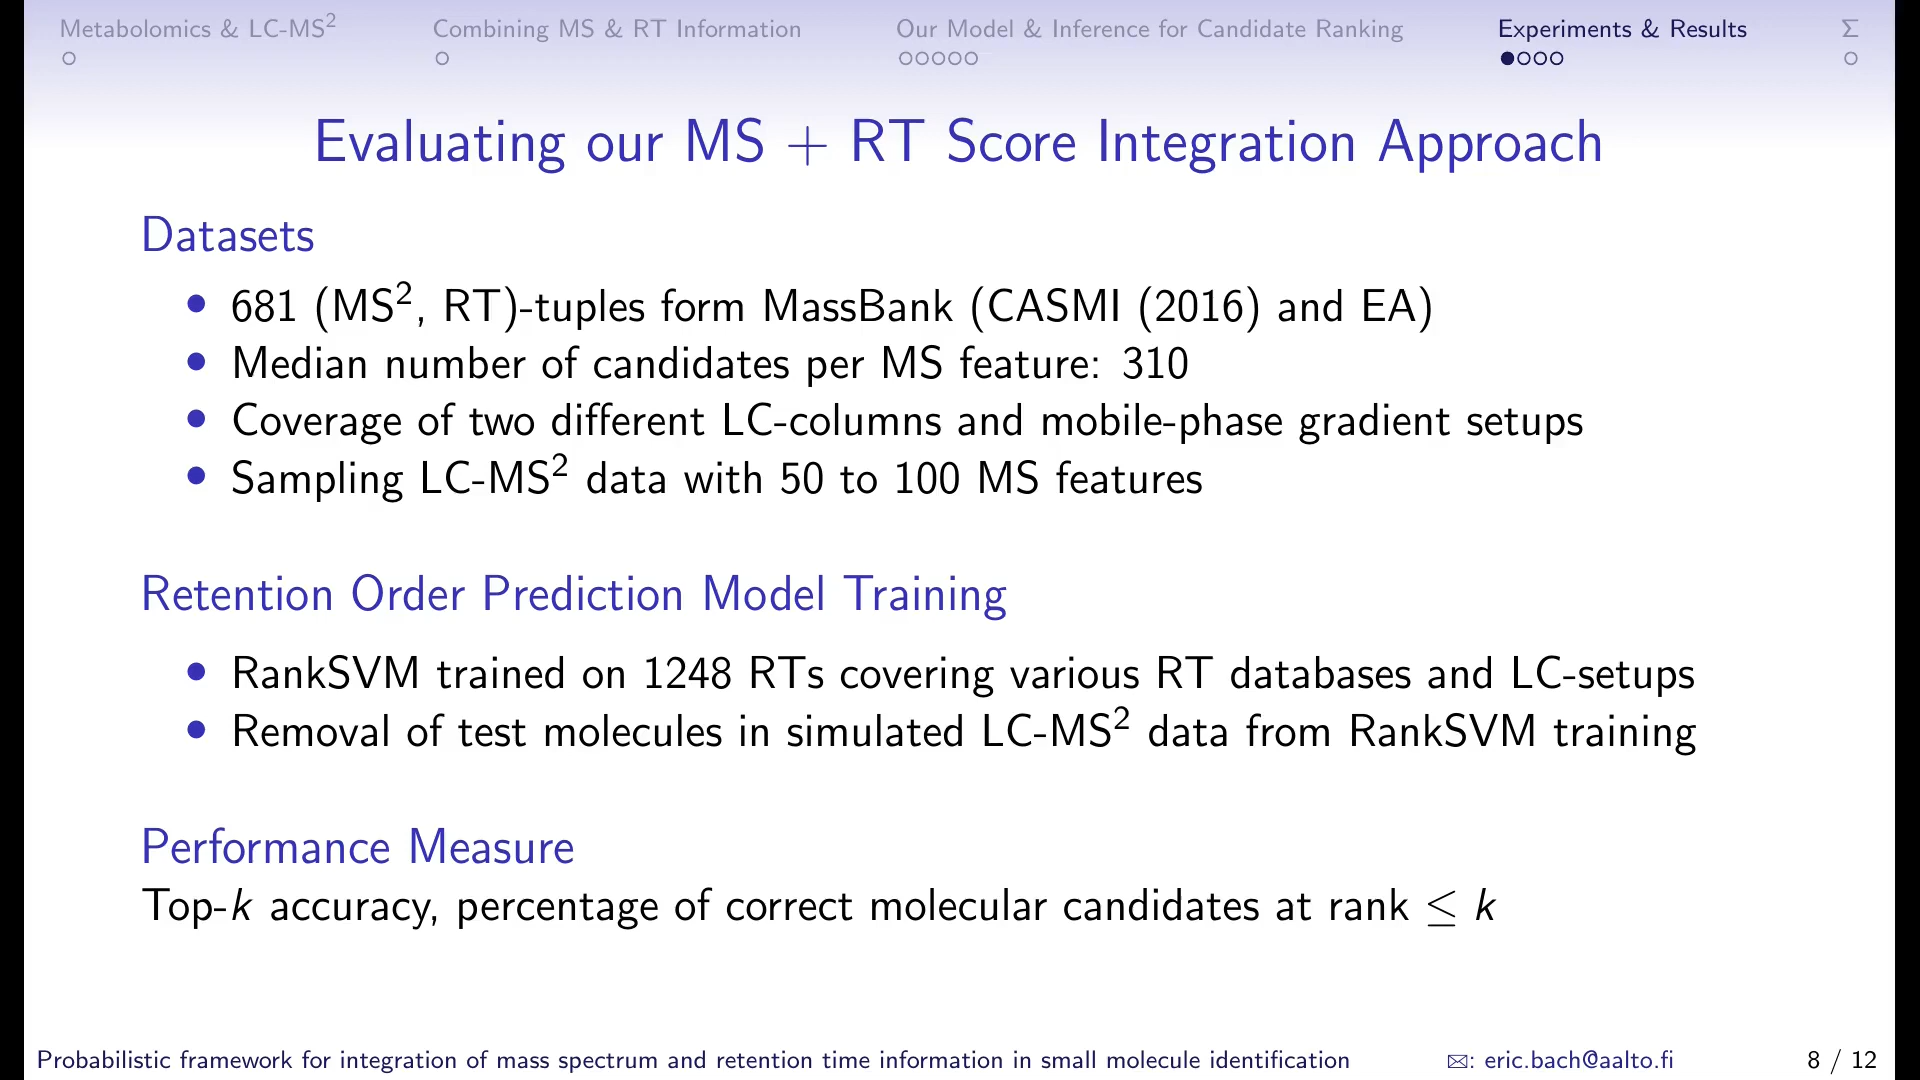 Metabolomics & LC-MS² Combining MS & RT Information Our Model & Inference for Candidate Ranking Experiments & Results Σ
Evaluating our MS + RT Score Integration Approach
Datasets
• 681 (MS², RT)-tuples form MassBank (CASMI (2016) and EA)
• Median number of candidates per MS feature: 310
• Coverage of two different LC-columns and mobile-phase gradient setups
• Sampling LC-MS² data with 50 to 100 MS features
Retention Order Prediction Model Training
• RankSVM trained on 1248 RTs covering various RT databases and LC-setups
• Removal of test molecules in simulated LC-MS² data from RankSVM training
Performance Measure
Top-k accuracy, percentage of correct molecular candidates at rank ≤ k
Probabilistic framework for integration of mass spectrum and retention time information in small molecule identification ✉: eric.bach@aalto.fi 8 / 12